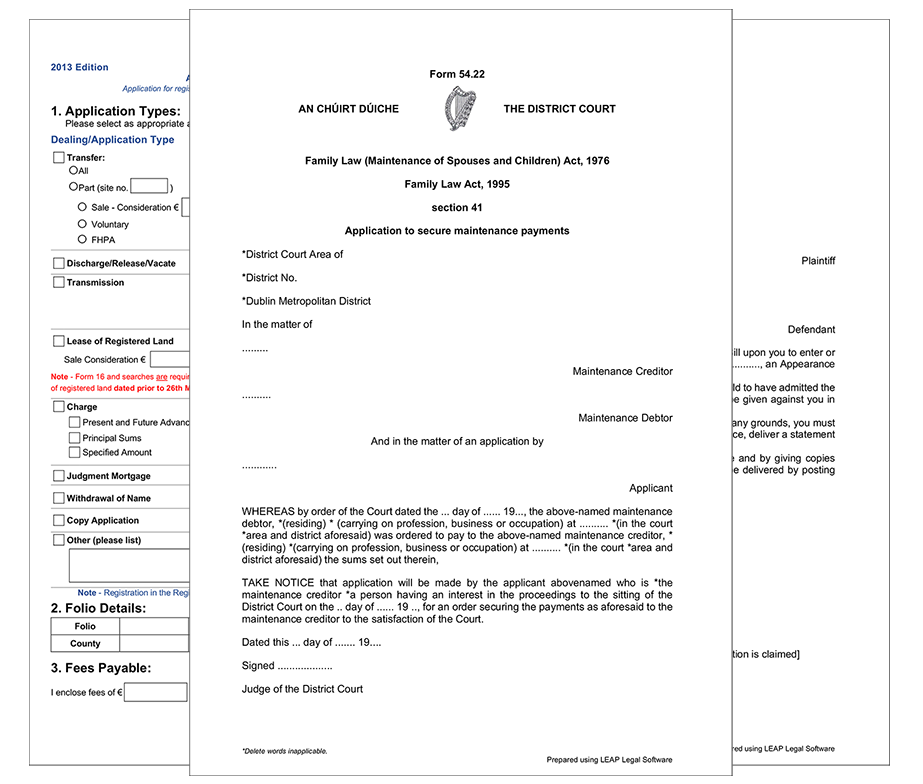 2013 Edition
Application for regis
1. Application Types:
Please select as appropriate a
Dealing/Application Type
Transfer:
All
Part (site no. )
Sale - Consideration €
Voluntary
FHPA
Discharge/Release/Vacate
Transmission
Lease of Registered Land
Sale Consideration €
Note - Form 16 and searches are requir
of registered land dated prior to 26th M
Charge
Present and Future Advanc
Principal Sums
Specified Amount
Judgment Mortgage
Withdrawal of Name
Copy Application
Other (please list)
Note - Registration in the Regi
2. Folio Details:
Folio
County
3. Fees Payable:
I enclose fees of €
Form 54.22
AN CHÚIRT DÚICHE THE DISTRICT COURT
Family Law (Maintenance of Spouses and Children) Act, 1976
Family Law Act, 1995
section 41
Application to secure maintenance payments
*District Court Area of
*District No.
*Dublin Metropolitan District
In the matter of
.........
Maintenance Creditor
..........
Maintenance Debtor
And in the matter of an application by
............
Applicant
WHEREAS by order of the Court dated the ... day of ...... 19..., the above-named maintenance
debtor, *(residing) * (carrying on profession, business or occupation) at .......... *(in the court
*area and district aforesaid) was ordered to pay to the above-named maintenance creditor, *
(residing) *(carrying on profession, business or occupation) at .......... *(in the court *area and
district aforesaid) the sums set out therein,
TAKE NOTICE that application will be made by the applicant abovenamed who is *the
maintenance creditor *a person having an interest in the proceedings to the sitting of the
District Court on the .. day of ...... 19 .., for an order securing the payments as aforesaid to the
maintenance creditor to the satisfaction of the Court.
Dated this ... day of ....... 19....
Signed ...................
Judge of the District Court
*Delete words inapplicable.
Prepared using LEAP Legal Software
Plaintiff
Defendant
ill upon you to enter or
.........., an Appearance
ld to have admitted the
e given against you in
any grounds, you must
ce, deliver a statement
and by giving copies
e delivered by posting
tion is claimed]
red using LEAP Legal Software